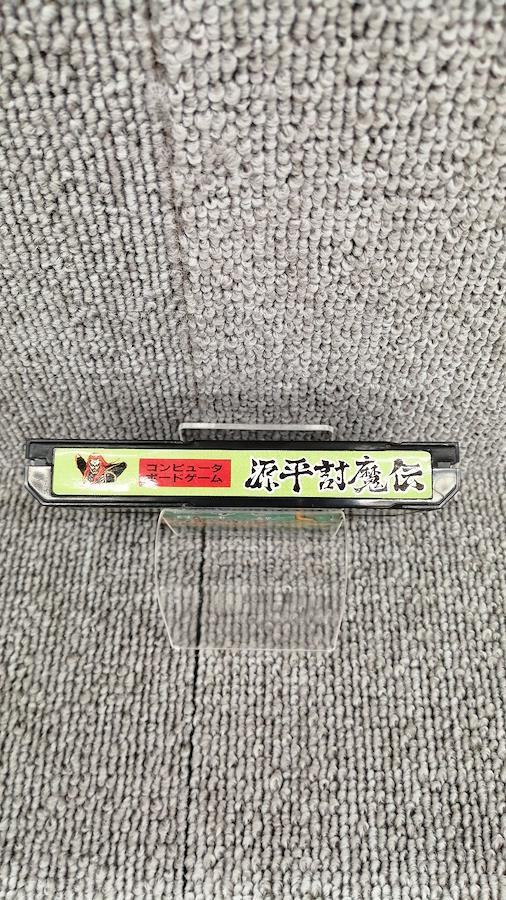 コンピュータ
ボードゲーム
源平討魔伝